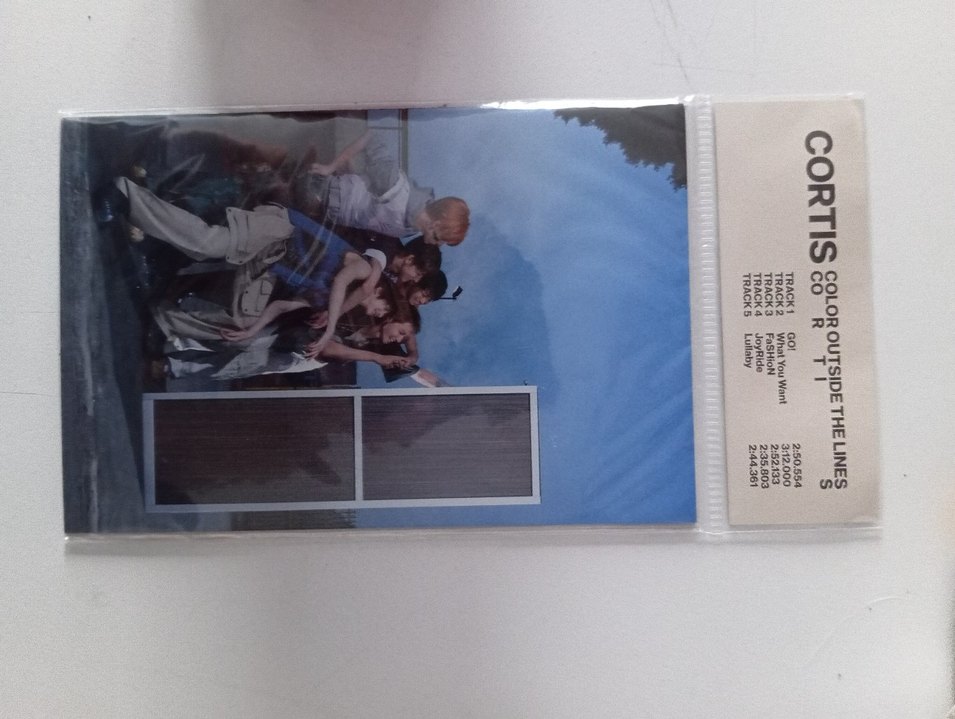 CORTIS
COLOR OUTSIDE THE LINES
CO R T I S
TRACK 1 GO! 2:50.554
TRACK 2 What You Want 3:12.000
TRACK 3 FaSHioN 2:52.133
TRACK 4 JoyRide 2:35.803
TRACK 5 Lullaby 2:44.361